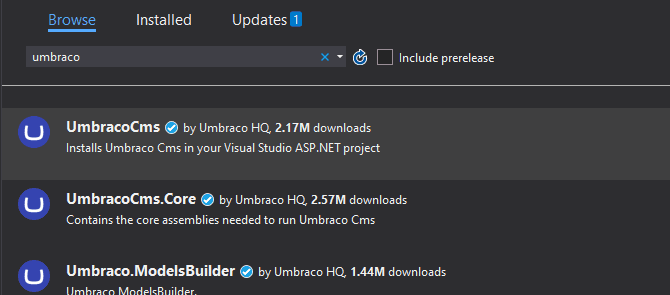 Browse Installed Updates 1
umbraco Include prerelease
UmbracoCms by Umbraco HQ, 2.17M downloads
Installs Umbraco Cms in your Visual Studio ASP.NET project
UmbracoCms.Core by Umbraco HQ, 2.57M downloads
Contains the core assemblies needed to run Umbraco Cms
Umbraco.ModelsBuilder by Umbraco HQ, 1.44M downloads
Umbraco ModelsBuilder.